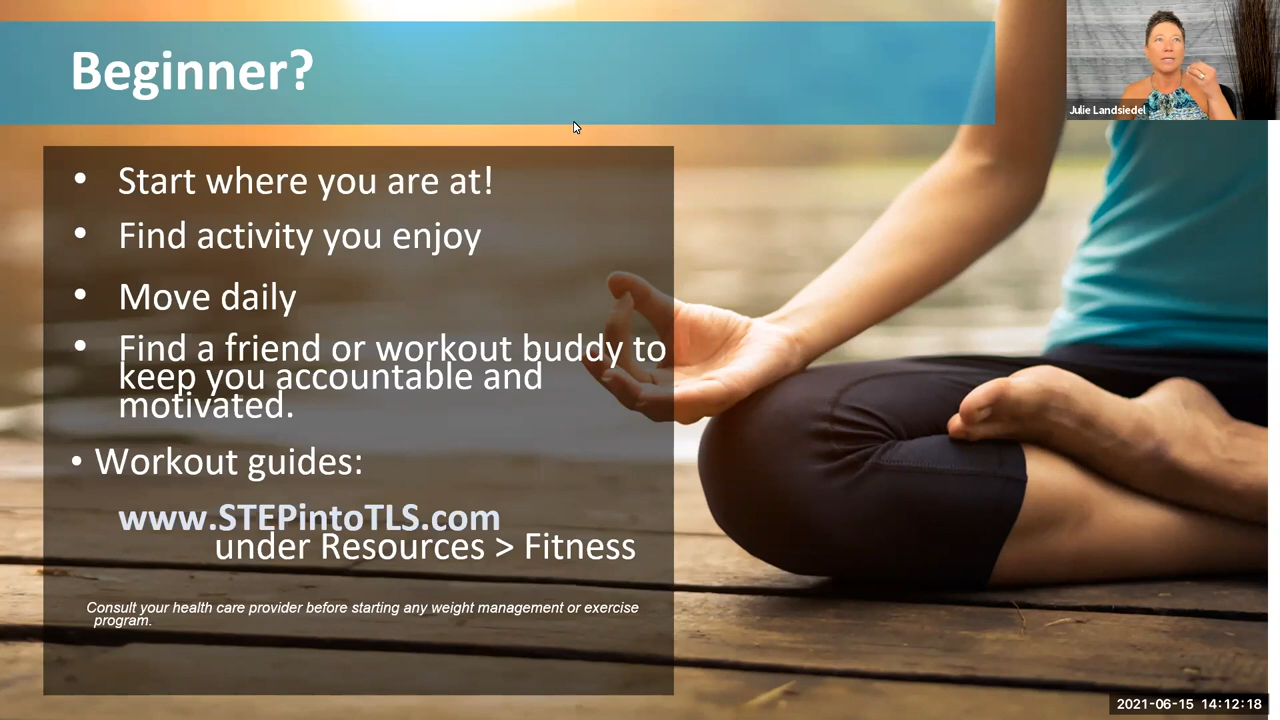 Beginner?
Julie Landsiedel
• Start where you are at!
• Find activity you enjoy
• Move daily
• Find a friend or workout buddy to
keep you accountable and
motivated.
• Workout guides:
www.STEPintoTLS.com
under Resources > Fitness
Consult your health care provider before starting any weight management or exercise
program.
2021-06-15 14:12:18